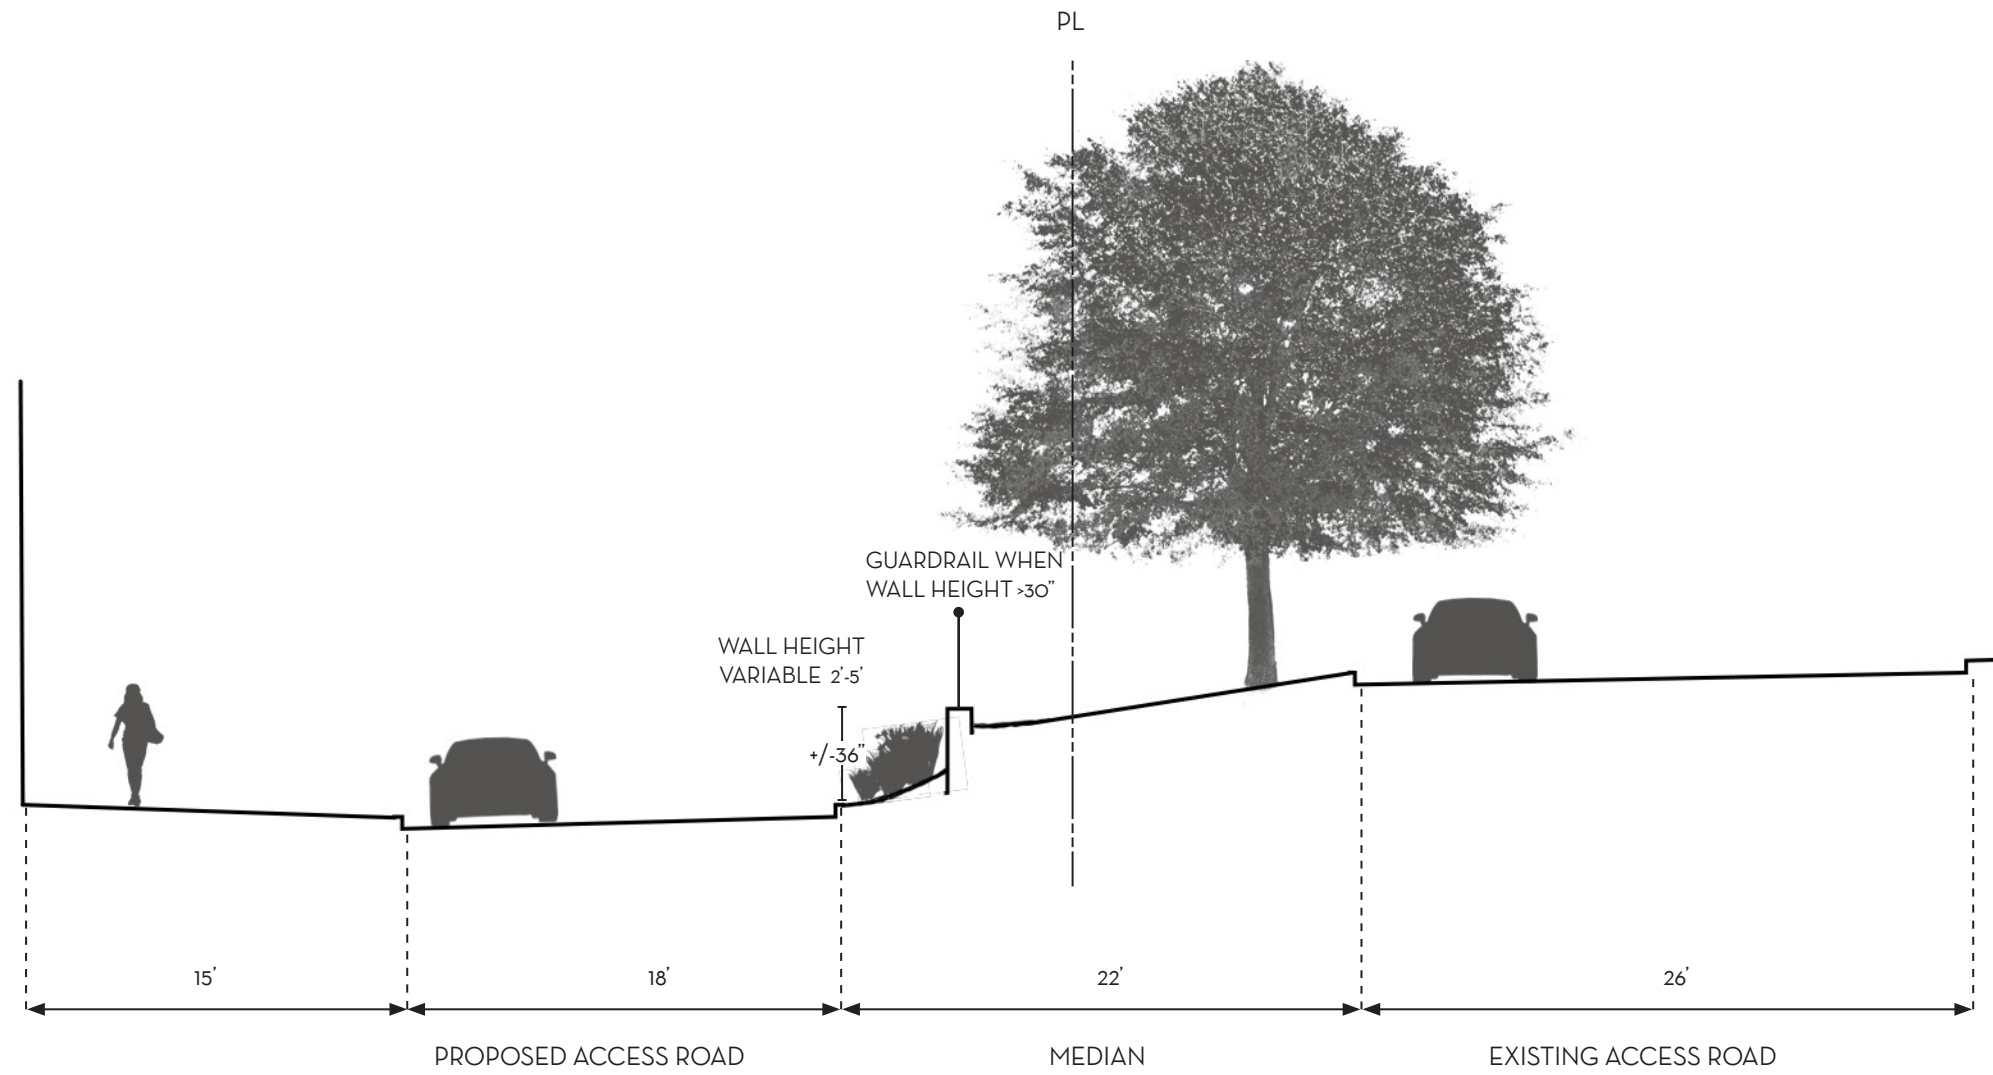 PL
GUARDRAIL WHEN
WALL HEIGHT >30”
WALL HEIGHT
VARIABLE 2’-5’
+/-36”
15’
18’
22’
26’
PROPOSED ACCESS ROAD
MEDIAN
EXISTING ACCESS ROAD